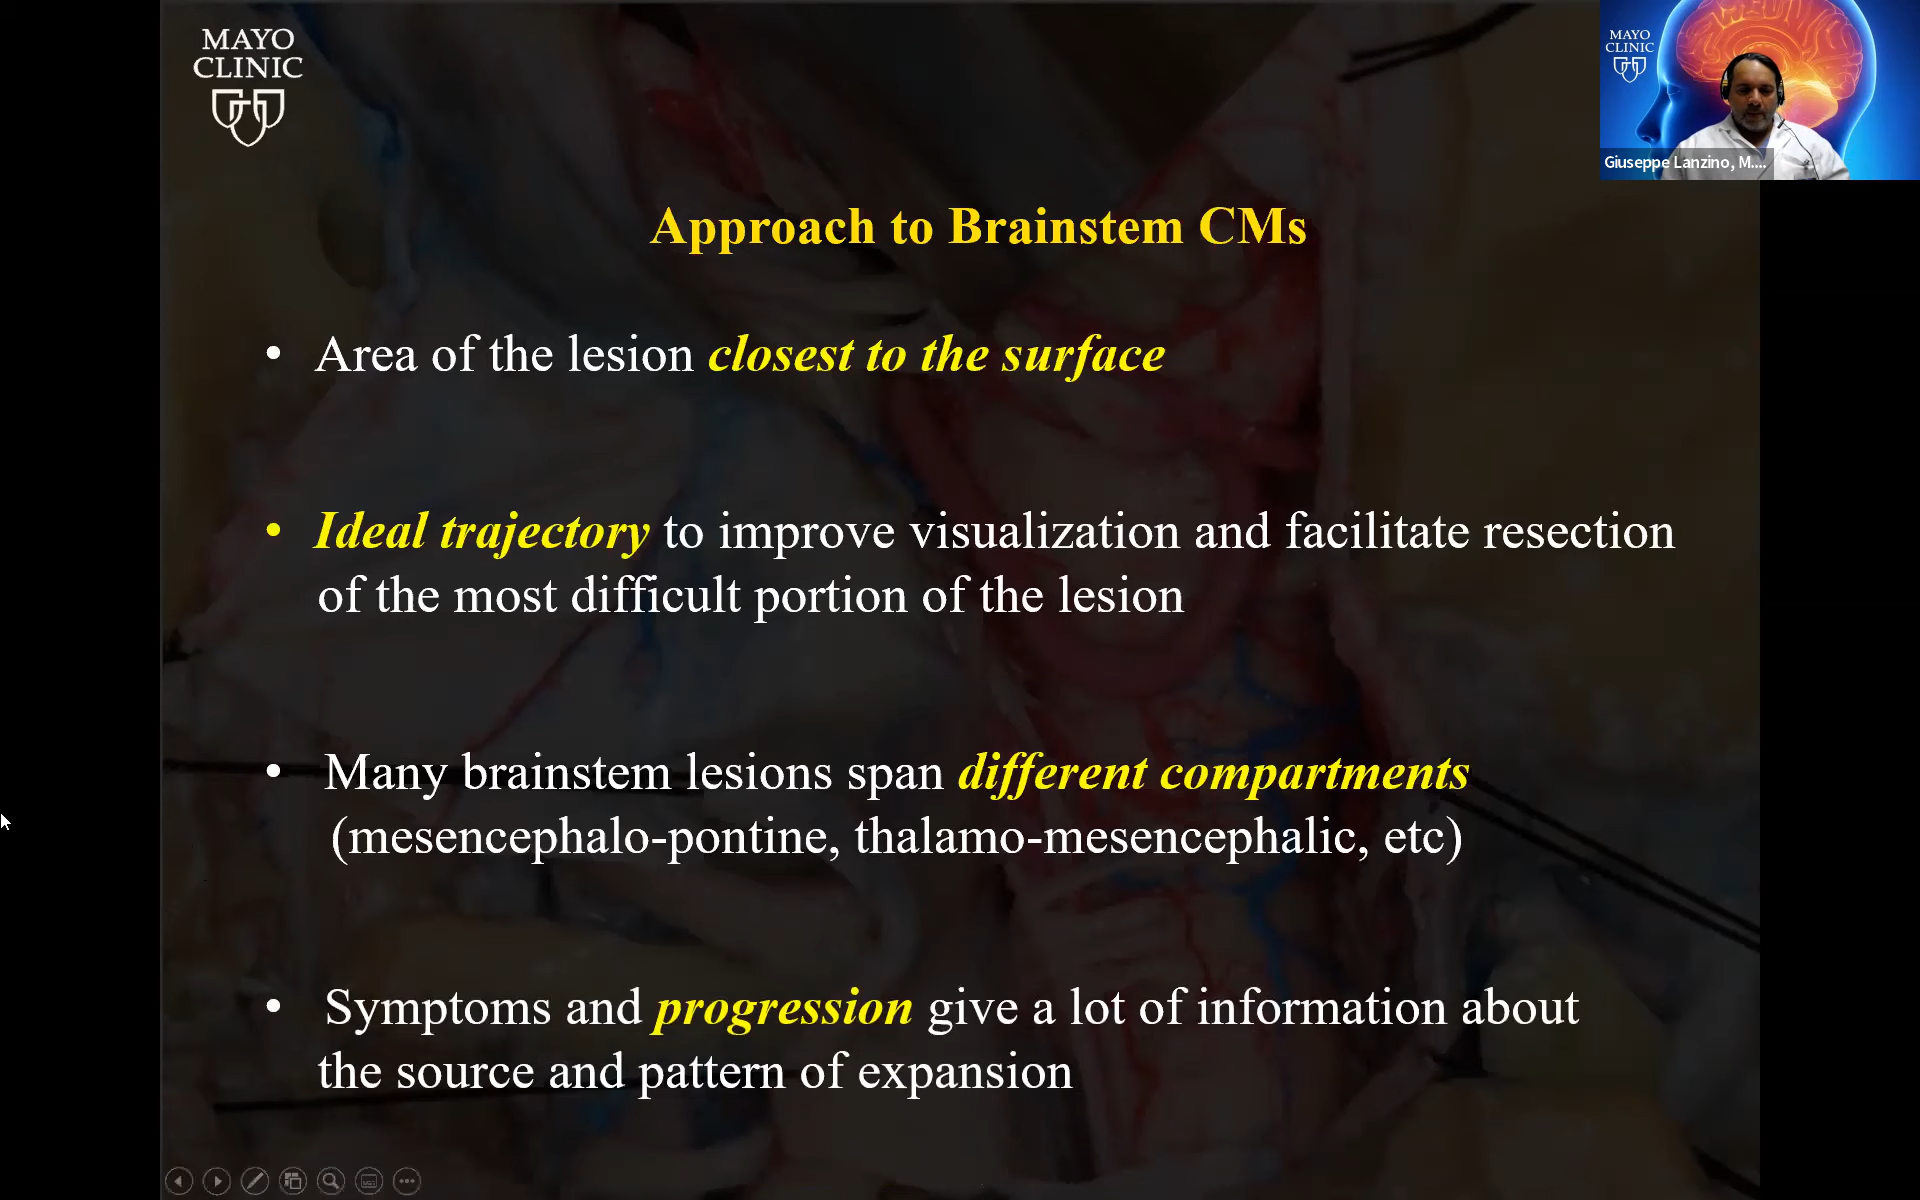 MAYO
CLINIC
MAYO
CLINIC
Giuseppe Lanzino, M....
Approach to Brainstem CMs
• Area of the lesion closest to the surface
• Ideal trajectory to improve visualization and facilitate resection
of the most difficult portion of the lesion
• Many brainstem lesions span different compartments
(mesencephalo-pontine, thalamo-mesencephalic, etc)
• Symptoms and progression give a lot of information about
the source and pattern of expansion